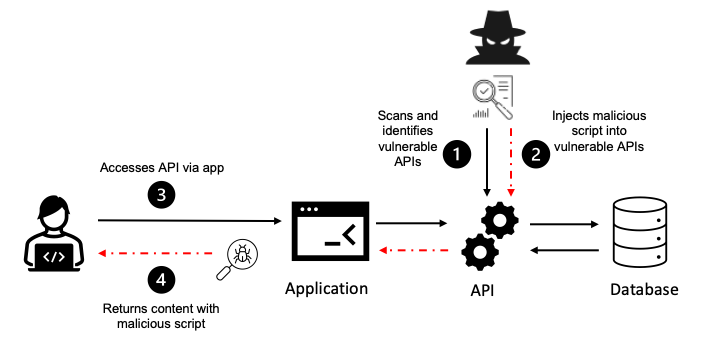 Scans and
identifies
vulnerable
APIs
1
2
Injects malicious
script into
vulnerable APIs
Accesses API via app
3
</>
4
Returns content with
malicious script
Application
API
Database